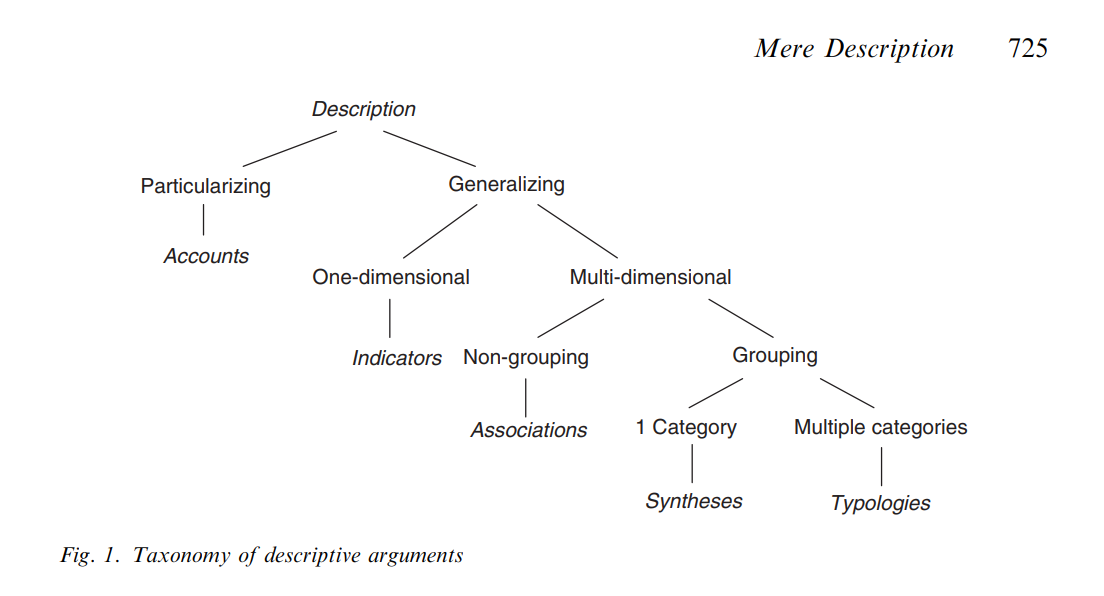 Mere Description 725
Description
Particularizing Generalizing
Accounts
One-dimensional Multi-dimensional
Indicators Non-grouping Grouping
Associations 1 Category Multiple categories
Syntheses Typologies
Fig. 1. Taxonomy of descriptive arguments